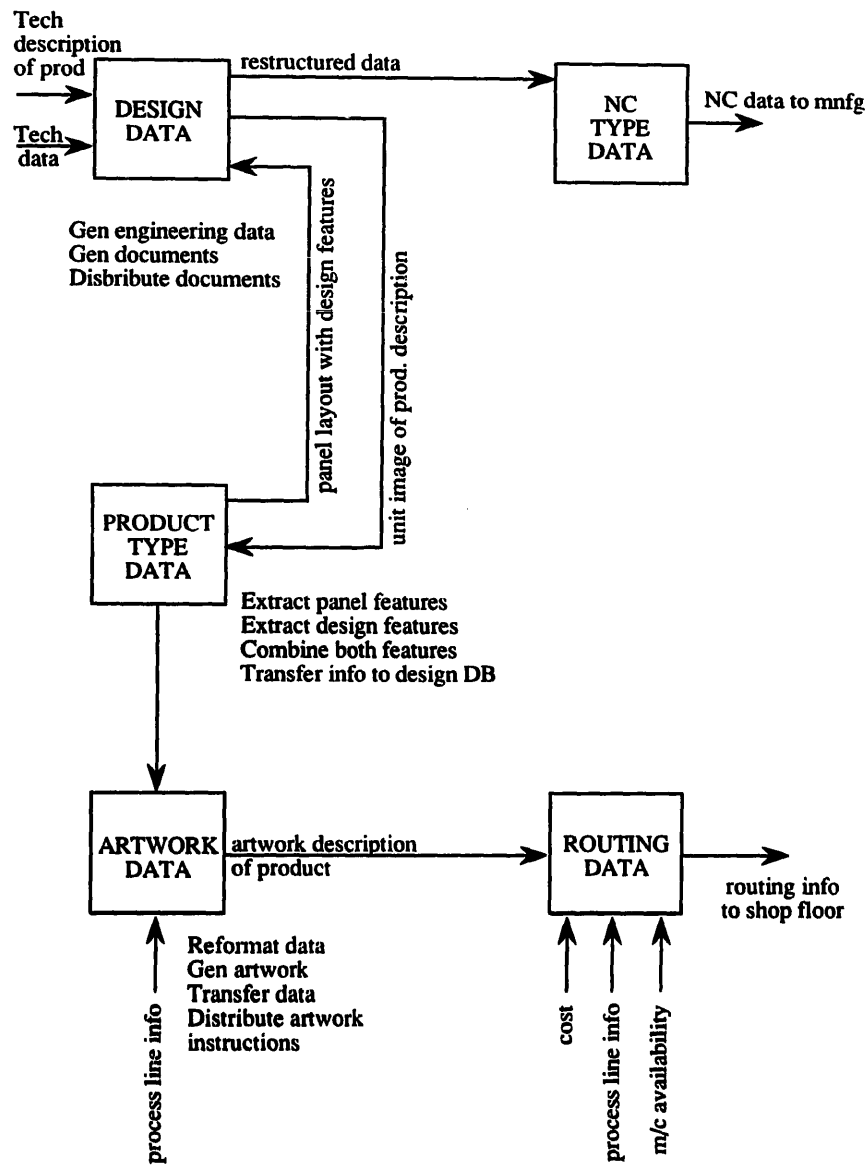 Tech
description
of prod
Tech
data
DESIGN
DATA
restructured data
NC
TYPE
DATA
NC data to mnfg
Gen engineering data
Gen documents
Disbribute documents
panel layout with design features
unit image of prod. description
PRODUCT
TYPE
DATA
Extract panel features
Extract design features
Combine both features
Transfer info to design DB
ARTWORK
DATA
artwork description
of product
ROUTING
DATA
routing info
to shop floor
process line info
Reformat data
Gen artwork
Transfer data
Distribute artwork
instructions
cost
process line info
m/c availability